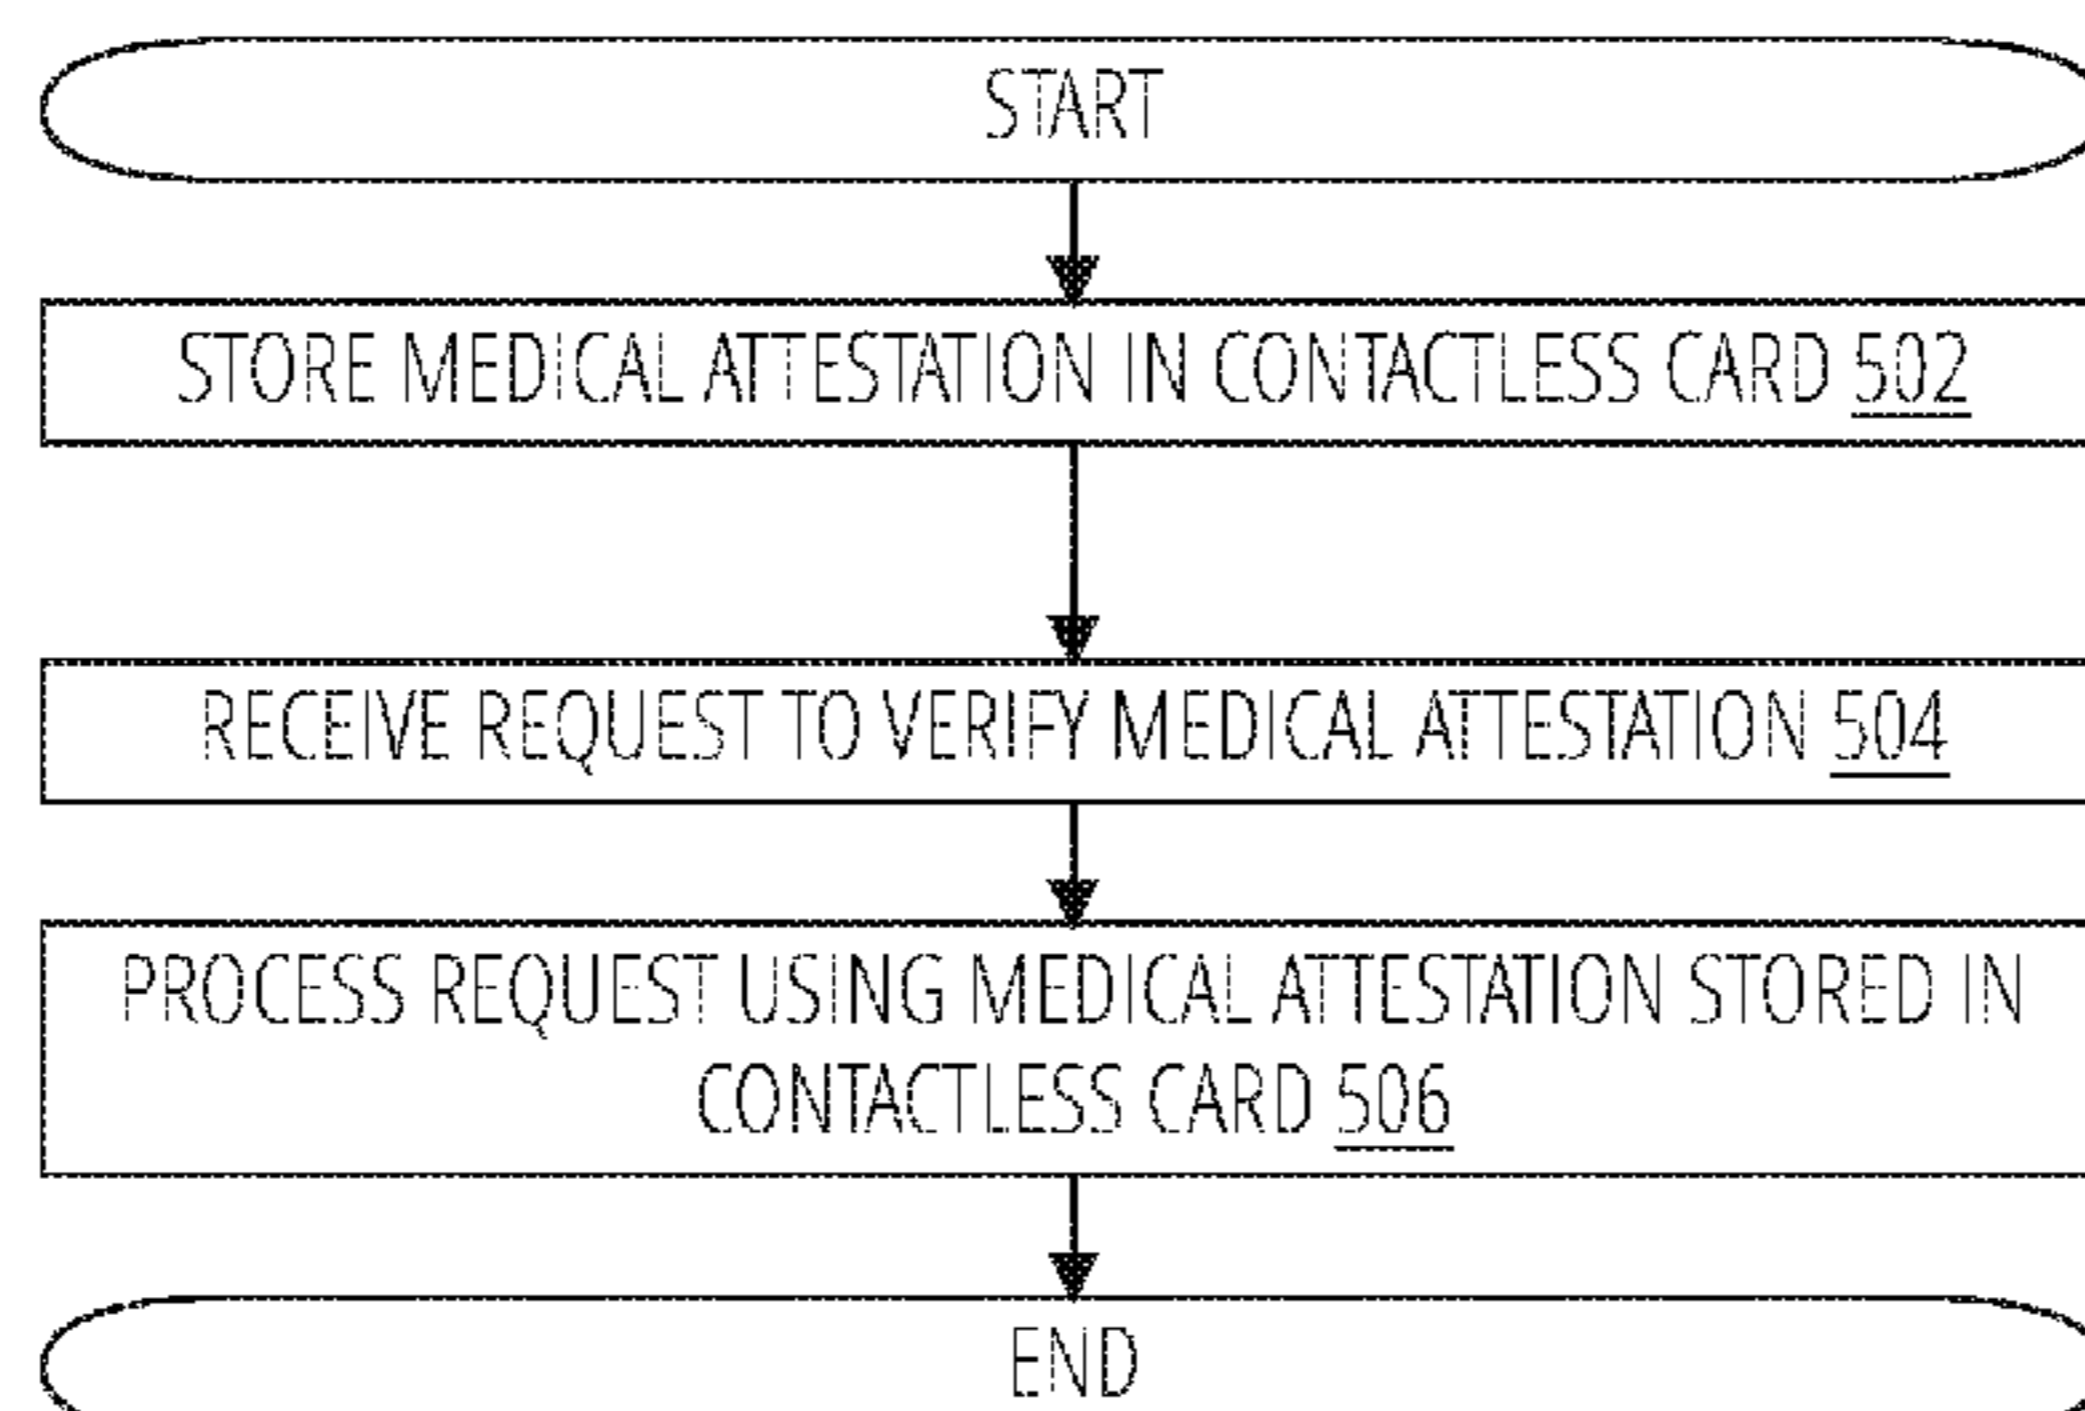 START
STORE MEDICAL ATTESTATION IN CONTACTLESS CARD 502
RECEIVE REQUEST TO VERIFY MEDICAL ATTESTATION 504
PROCESS REQUEST USING MEDICAL ATTESTATION STORED IN
CONTACTLESS CARD 506
END